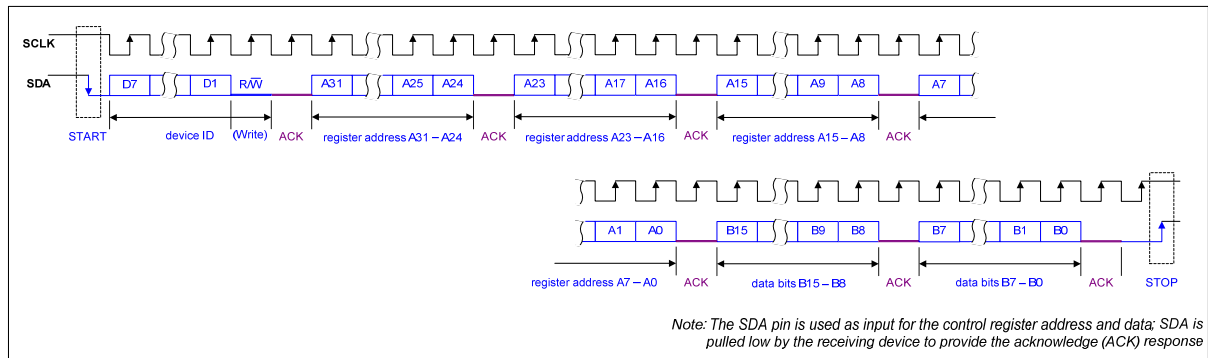 SCLK
SDA D7 D1 R/W̅ A31 A25 A24 A23 A17 A16 A15 A9 A8 A7
START device ID (Write) ACK register address A31 – A24 ACK register address A23 – A16 ACK register address A15 – A8 ACK
A1 A0 B15 B9 B8 B7 B1 B0
register address A7 – A0 ACK data bits B15 – B8 ACK data bits B7 – B0 ACK STOP
Note: The SDA pin is used as input for the control register address and data; SDA is
pulled low by the receiving device to provide the acknowledge (ACK) response